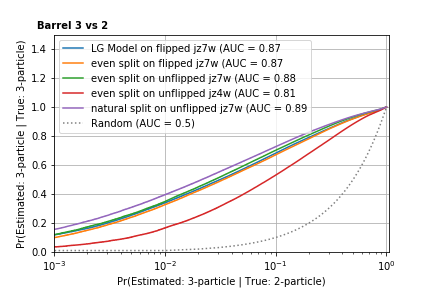 Barrel 3 vs 2
Pr(Estimated: 3-particle | True: 3-particle)
1.4
1.2
1.0
0.8
0.6
0.4
0.2
0.0
LG Model on flipped jz7w (AUC = 0.87
even split on flipped jz7w (AUC = 0.87
even split on unflipped jz7w (AUC = 0.88
even split on unflipped jz4w (AUC = 0.81
natural split on unflipped jz7w (AUC = 0.89
Random (AUC = 0.5)
10⁻³ 10⁻² 10⁻¹ 10⁰
Pr(Estimated: 3-particle | True: 2-particle)